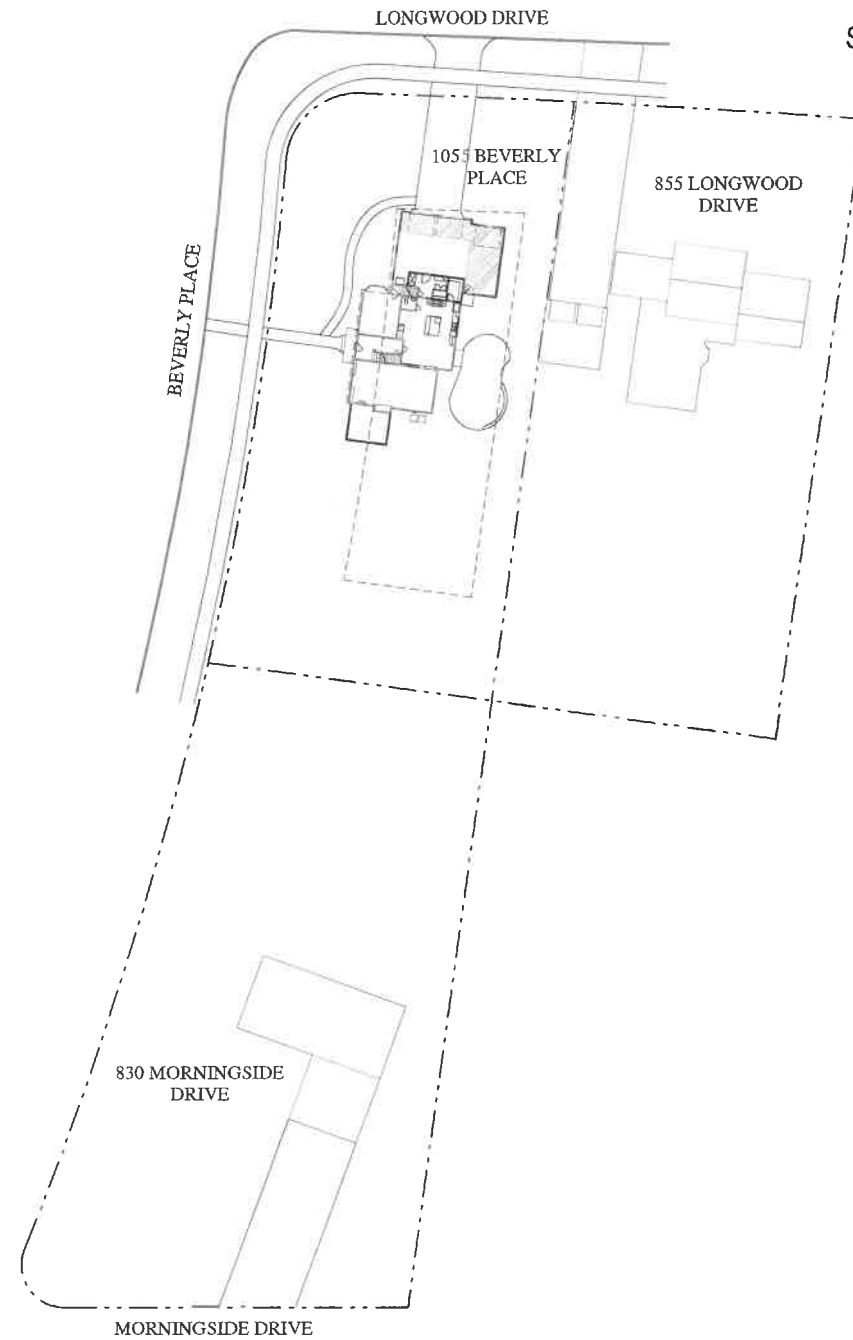 LONGWOOD DRIVE
S
1055 BEVERLY
PLACE
855 LONGWOOD
DRIVE
BEVERLY PLACE
830 MORNINGSIDE
DRIVE
MORNINGSIDE DRIVE